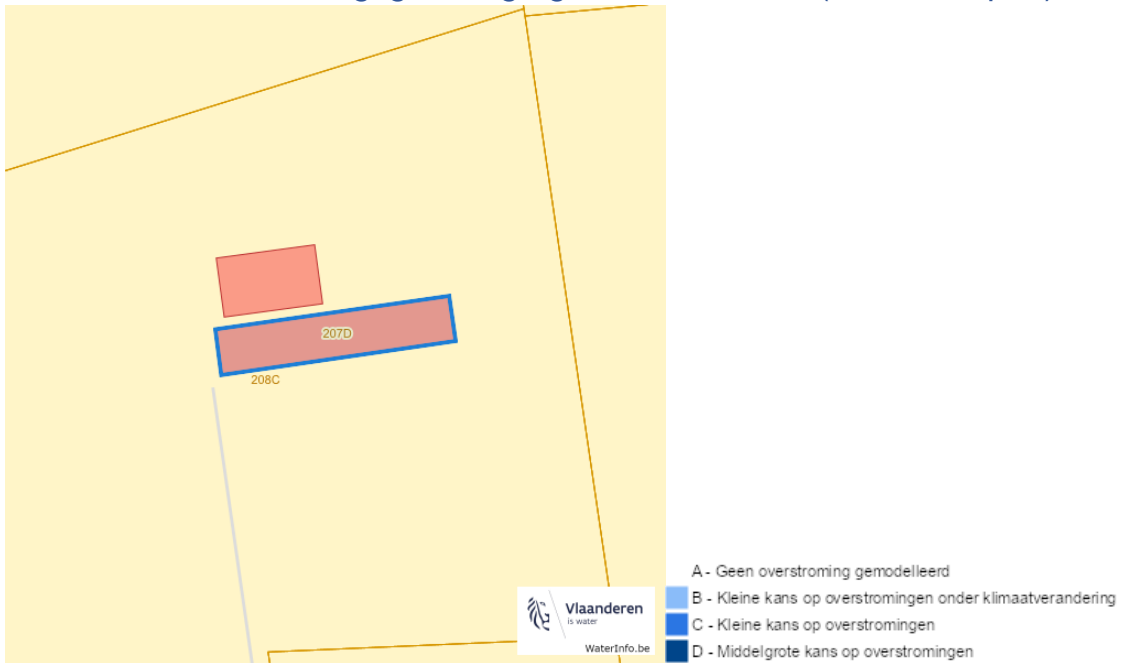 207D
208C
A - Geen overstroming gemodelleerd
B - Kleine kans op overstromingen onder klimaatverandering
C - Kleine kans op overstromingen
D - Middelgrote kans op overstromingen
Vlaanderen
is water
WaterInfo.be